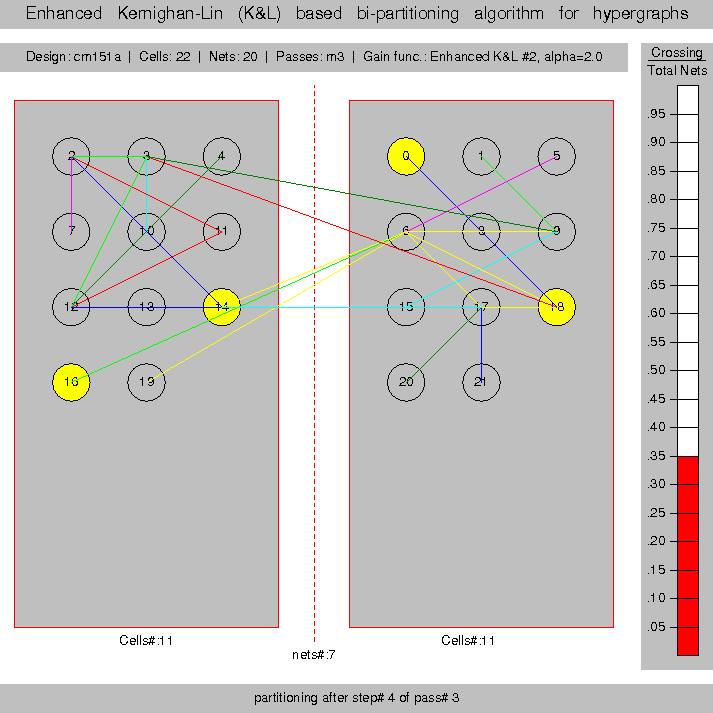 Enhanced Kernighan-Lin (K&L) based bi-partitioning algorithm for hypergraphs
Design: cm151a | Cells: 22 | Nets: 20 | Passes: m3 | Gain func.: Enhanced K&L #2, alpha=2.0
Crossing
Total Nets
2 3 4 0 1 5
7 10 11 6 8 9
12 13 14 15 17 18
16 19 20 21
.95
.90
.85
.80
.75
.70
.65
.60
.55
.50
.45
.40
.35
.30
.25
.20
.15
.10
.05
Cells#:11
Cells#:11
nets#:7
partitioning after step# 4 of pass# 3